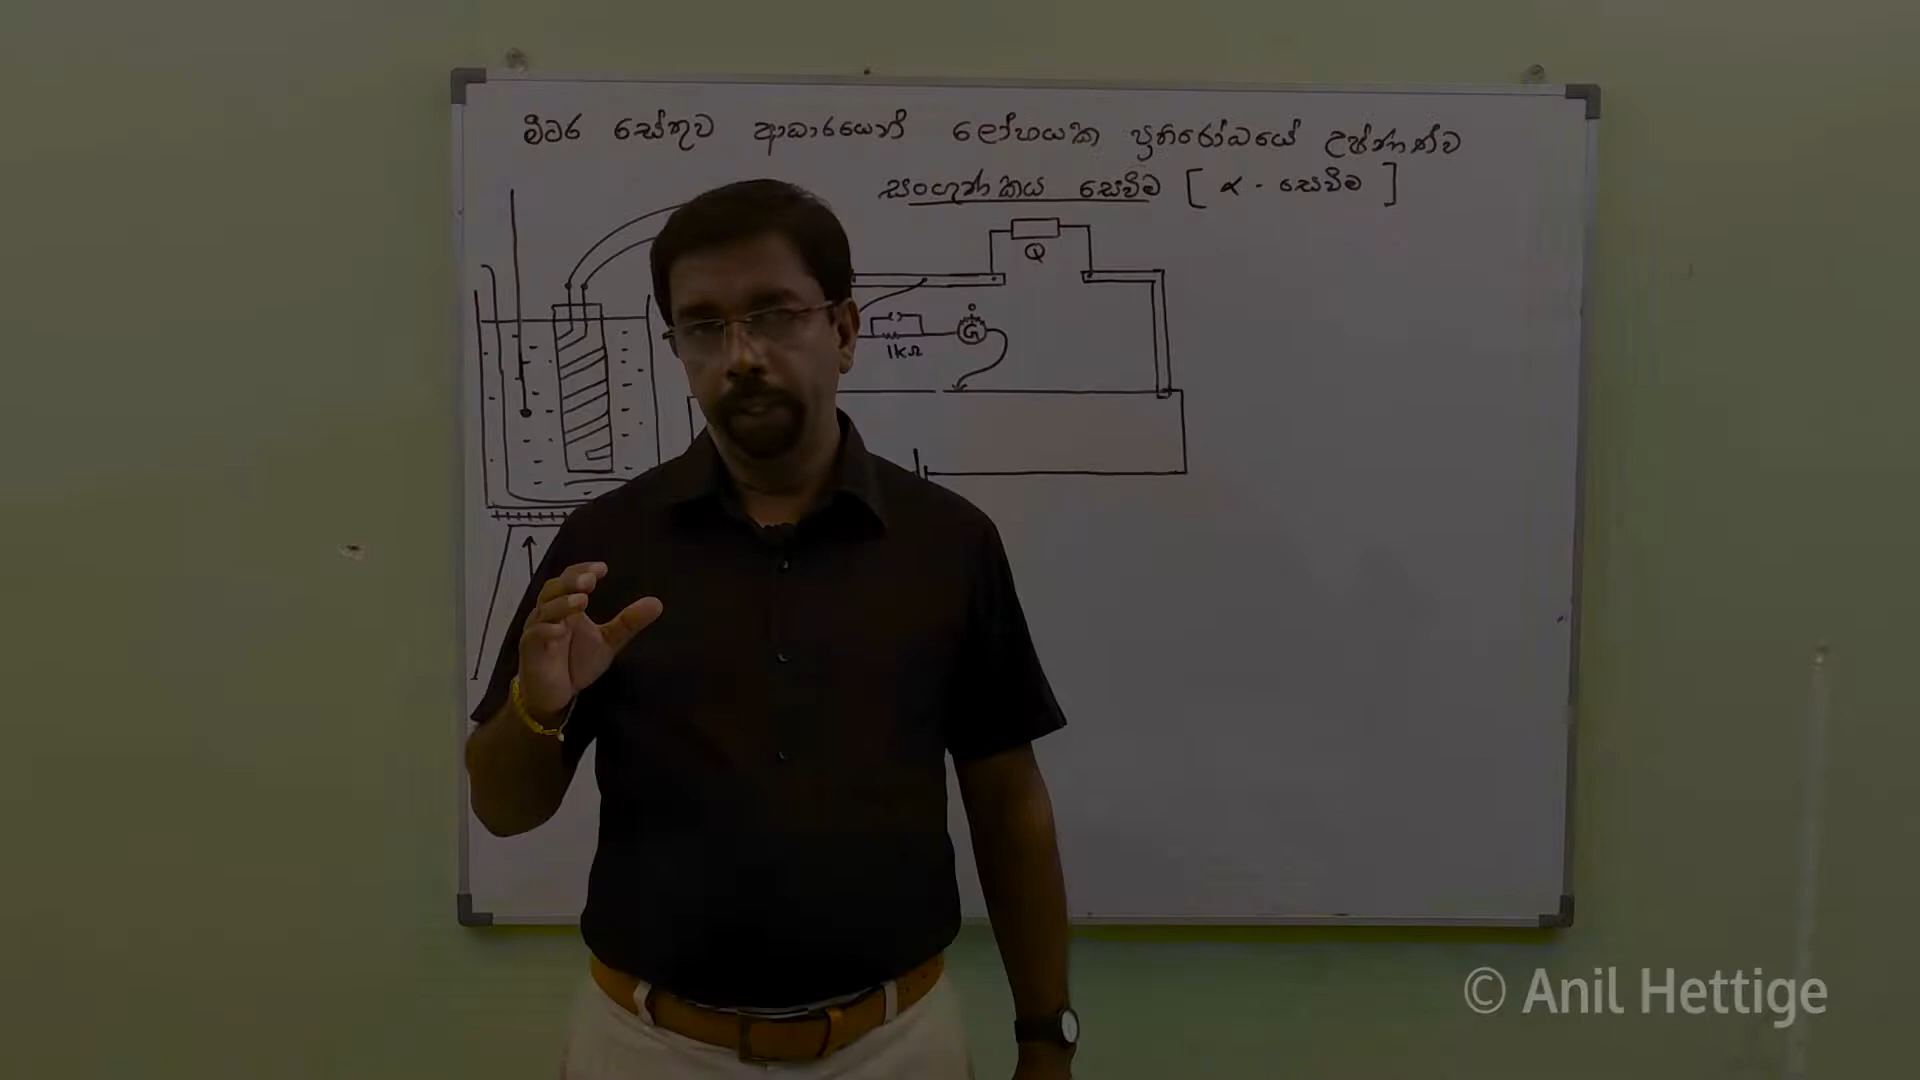 මීටර සේතුව ආධාරයෙන් ලෝහයක ප්‍රතිරෝධයේ උෂ්ණත්ව
සංගුණකය සෙවීම [ α - සෙවීම ]
Q
G
1kΩ
© Anil Hettige